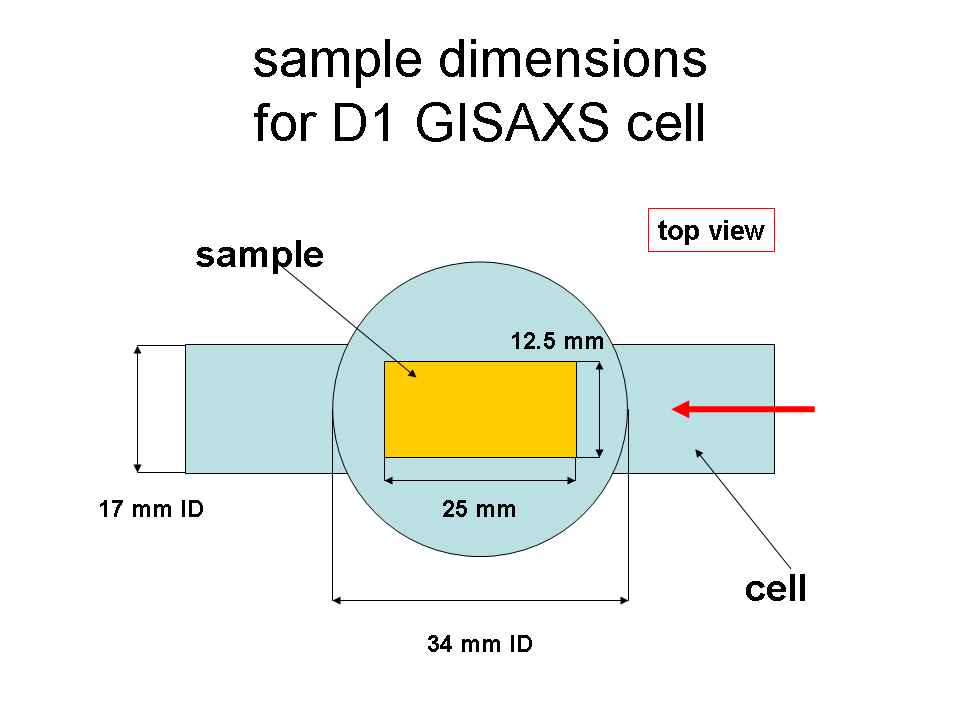 sample dimensions
for D1 GISAXS cell
top view
sample
12.5 mm
17 mm ID
25 mm
cell
34 mm ID